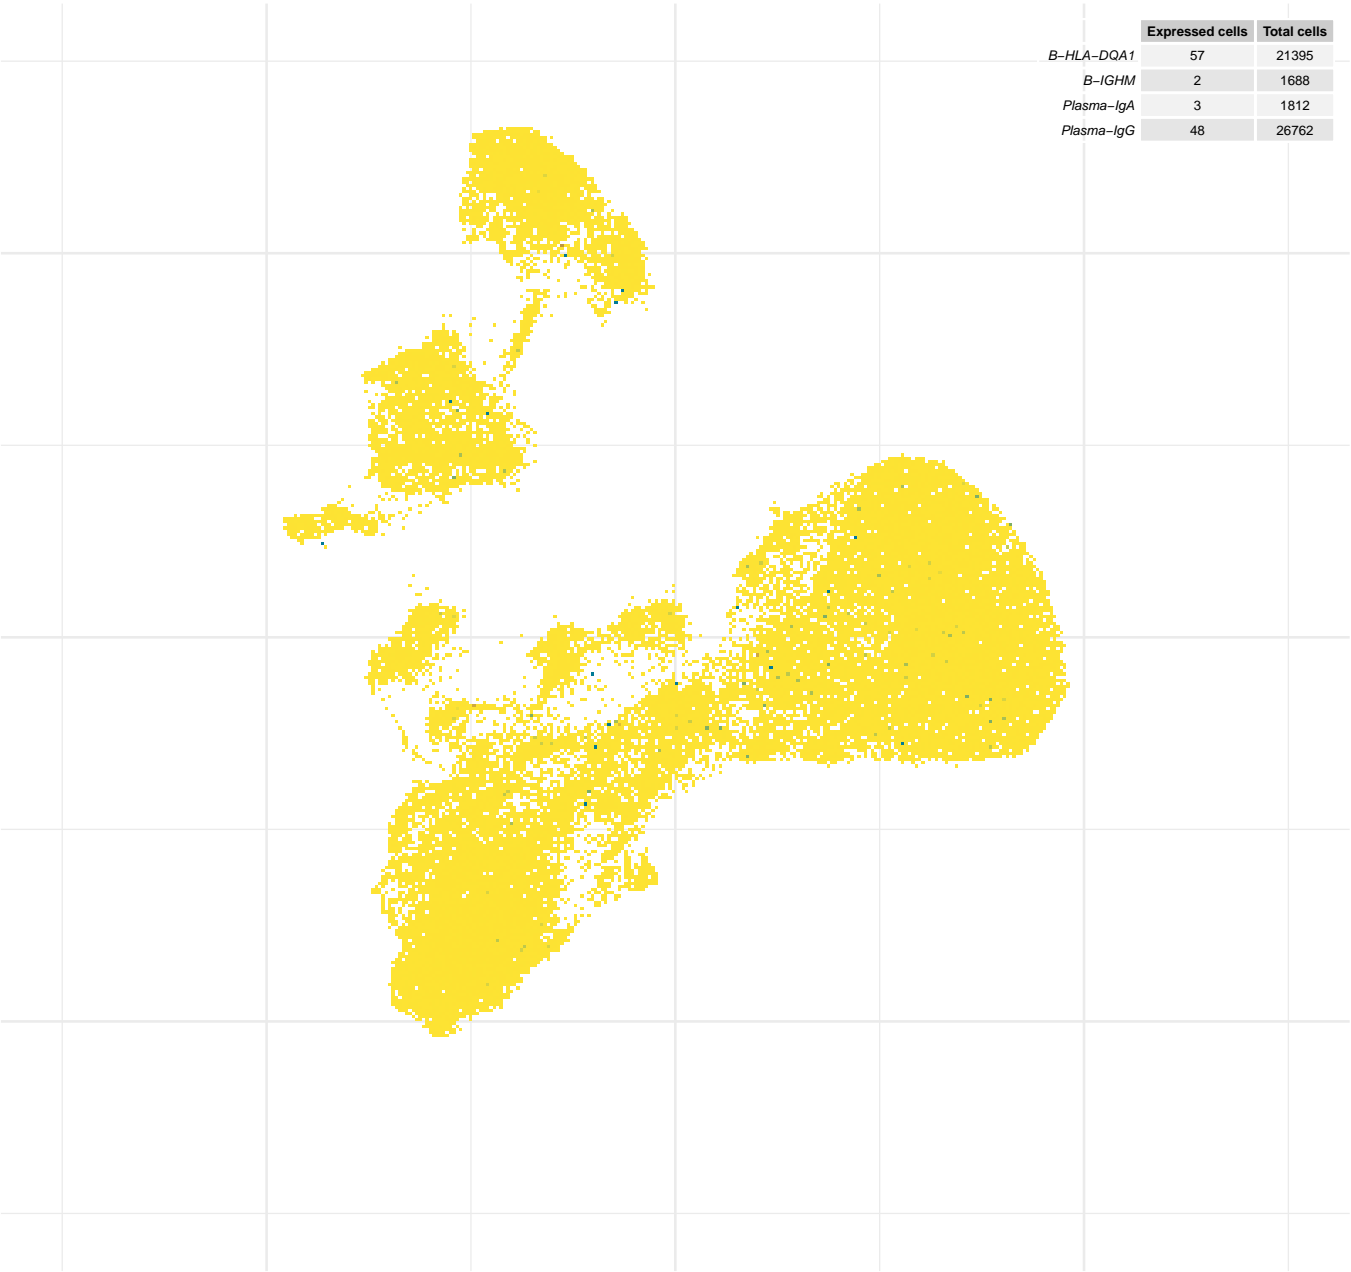 Expressed cells Total cells
B−HLA−DQA1 57 21395
B−IGHM 2 1688
Plasma−IgA 3 1812
Plasma−IgG 48 26762